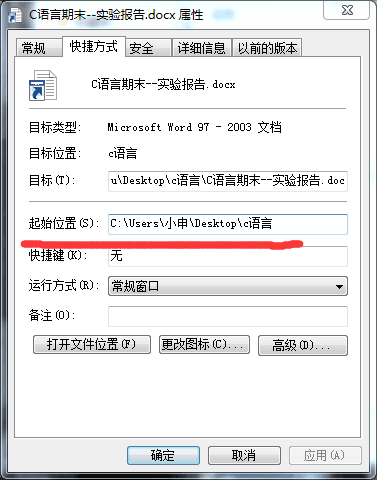 C语言期末--实验报告.docx 属性
常规 快捷方式 安全 详细信息 以前的版本
C语言期末--实验报告.docx
目标类型: Microsoft Word 97 - 2003 文档
目标位置: c语言
目标(T): u\Desktop\c语言\C语言期末--实验报告.doc
起始位置(S): C:\Users\小申\Desktop\c语言
快捷键(K): 无
运行方式(R): 常规窗口
备注(O):
打开文件位置(F) 更改图标(C)... 高级(D)...
确定 取消 应用(A)